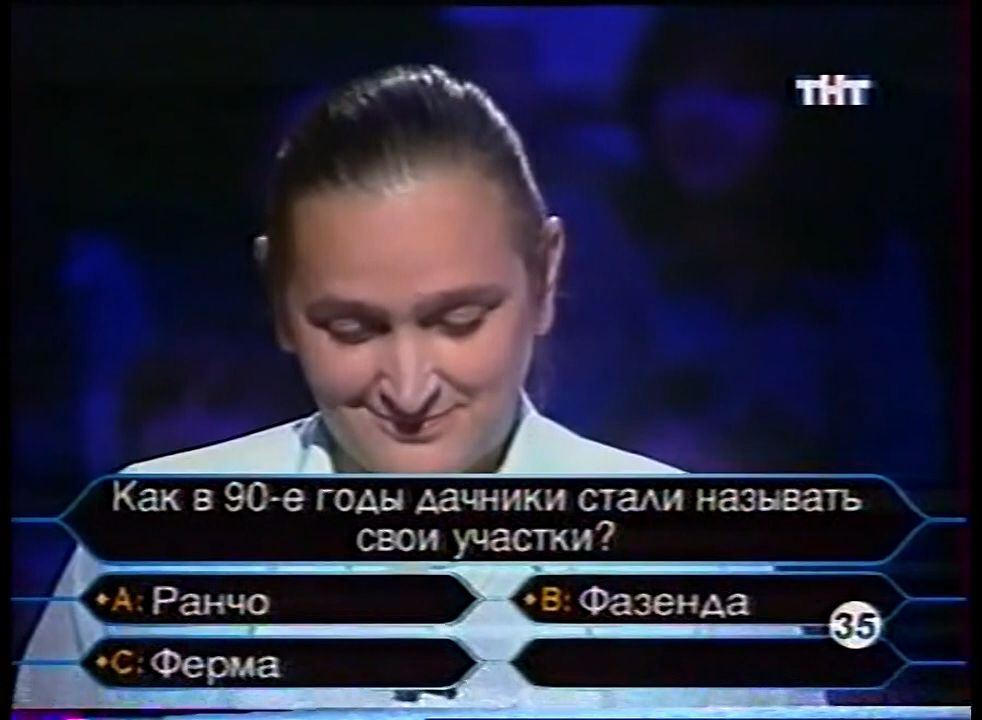 ТНТ
Как в 90-е годы дачники стали называть
свои участки?
A: Ранчо
B: Фазенда
35
C: Ферма